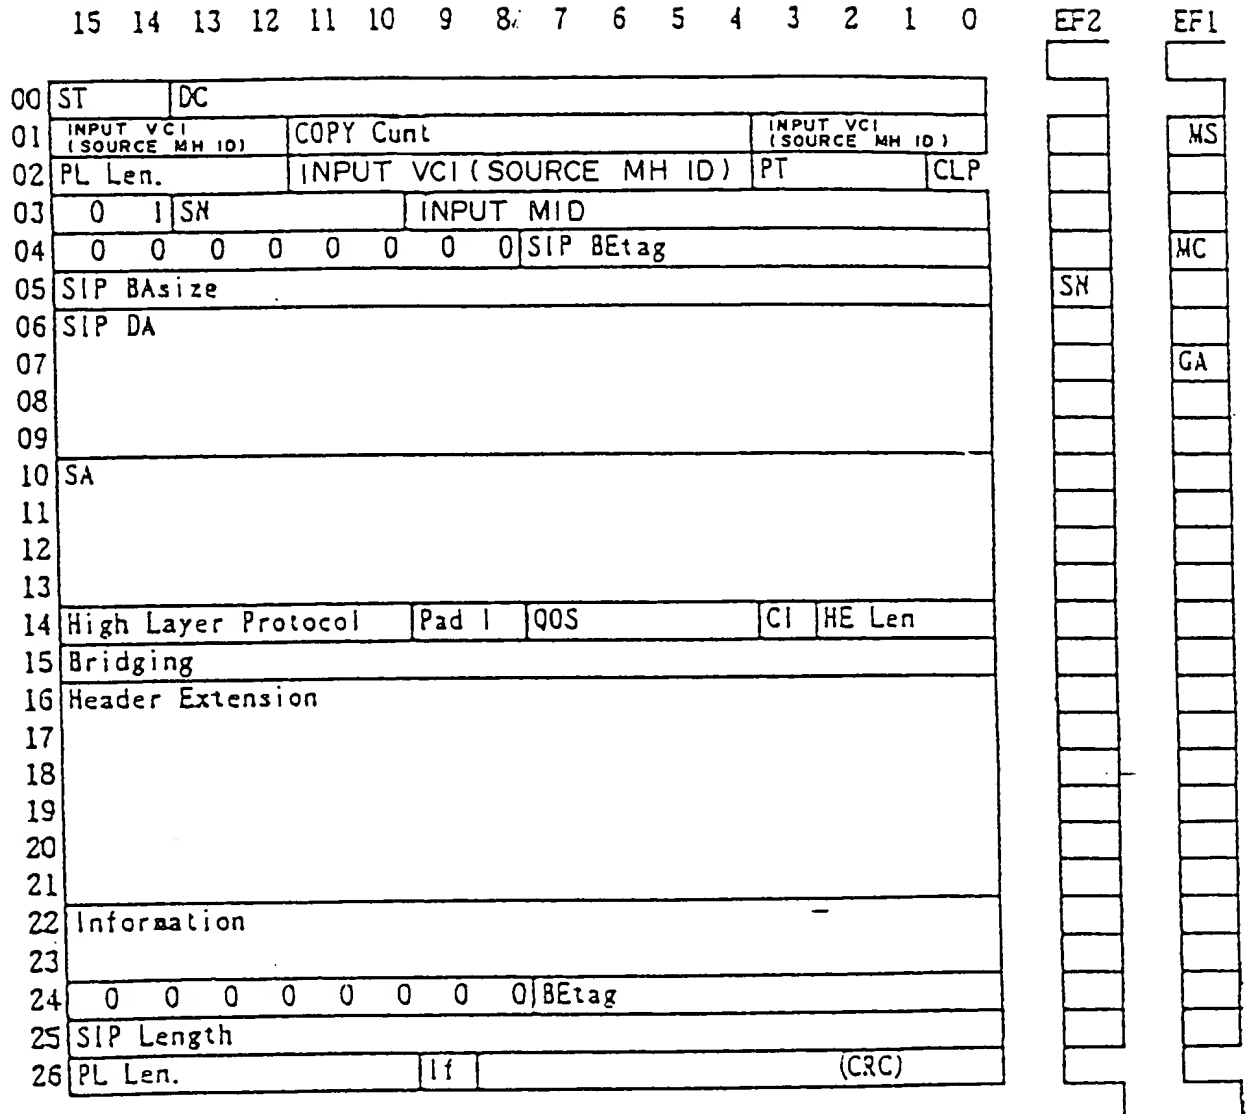 15 14 13 12 11 10 9 8 7 6 5 4 3 2 1 0 EF2 EF1
00 ST DC
01 INPUT VCI (SOURCE MH ID) COPY Cunt INPUT VCI (SOURCE MH ID) MS
02 PL Len. INPUT VCI (SOURCE MH ID) PT CLP
03 0 1 SN INPUT MID
04 0 0 0 0 0 0 0 0 SIP BEtag MC
05 SIP BAsize SN
06 SIP DA
07 GA
08
09
10 SA
11
12
13
14 High Layer Protocol Pad 1 QOS CI HE Len
15 Bridging
16 Header Extension
17
18
19
20
21
22 Information
23
24 0 0 0 0 0 0 0 0 BEtag
25 SIP Length
26 PL Len. If (CRC)